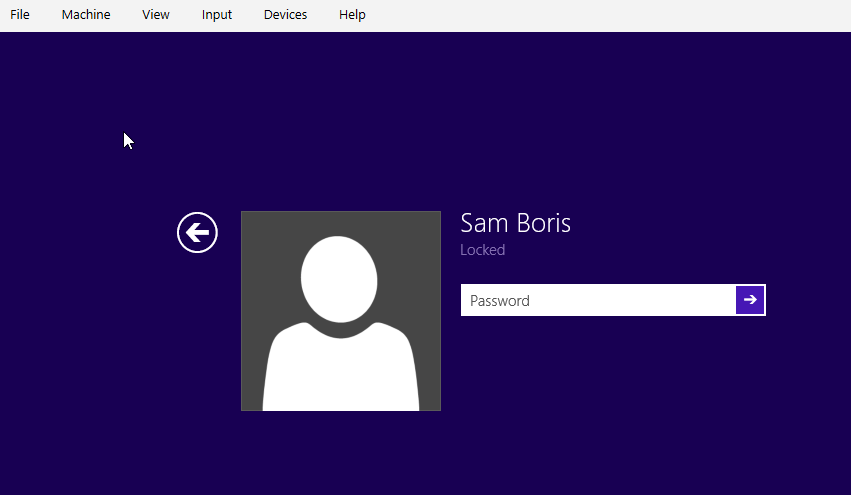 File Machine View Input Devices Help
Sam Boris
Locked
Password